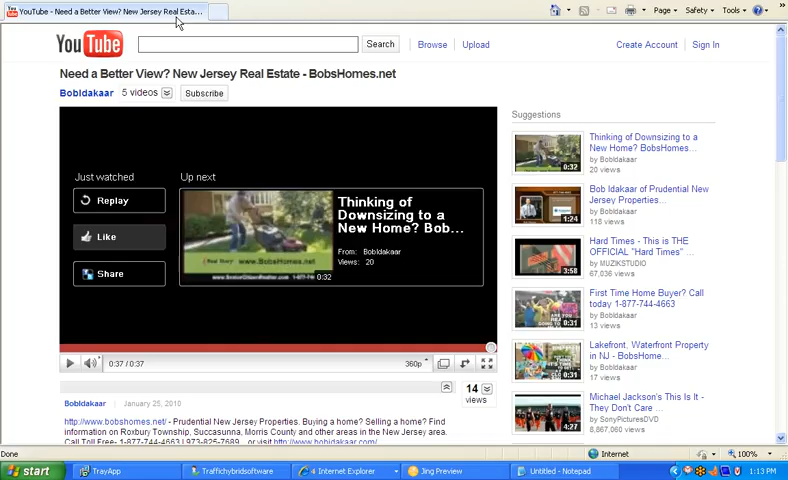 YouTube - Need a Better View? New Jersey Real Esta...
Page
Safety
Tools
YouTube
Search
Browse
Upload
Create Account
Sign In
Need a Better View? New Jersey Real Estate - BobsHomes.net
BobIdakaar
5 videos
Subscribe
Just watched
Replay
Like
Share
Up next
Thinking of
Downsizing to a
New Home? Bob...
From: BobIdakaar
Views: 20
www.BobsHomes.net
0:32
0:37 / 0:37
360p
14
views
BobIdakaar
January 25, 2010
http://www.bobshomes.net/ - Prudential New Jersey Properties. Buying a home? Selling a home? Find
information on Roxbury Township, Succasunna, Morris County and other areas in the New Jersey area.
Call Toll Free- 1-877-744-4663 | 973-825-7689 or visit http://www.bobidakaar.com/
Suggestions
0:32
Thinking of Downsizing to a
New Home? BobsHomes...
by BobIdakaar
20 views
1:24
Bob Idakaar of Prudential New
Jersey Properties...
by BobIdakaar
118 views
3:58
Hard Times - This is THE
OFFICIAL "Hard Times" ...
by MUZIKSTUDIO
67,036 views
0:31
First Time Home Buyer? Call
today 1-877-744-4663
by BobIdakaar
13 views
0:31
Lakefront, Waterfront Property
in NJ - BobsHome...
by BobIdakaar
17 views
4:27
Michael Jackson's This Is It -
They Don't Care ...
by SonyPicturesDVD
8,867,060 views
Done
Internet
100%
start
TrayApp
Traffichybridsoftware
4 Internet Explorer
Jing Preview
Untitled - Notepad
1:13 PM